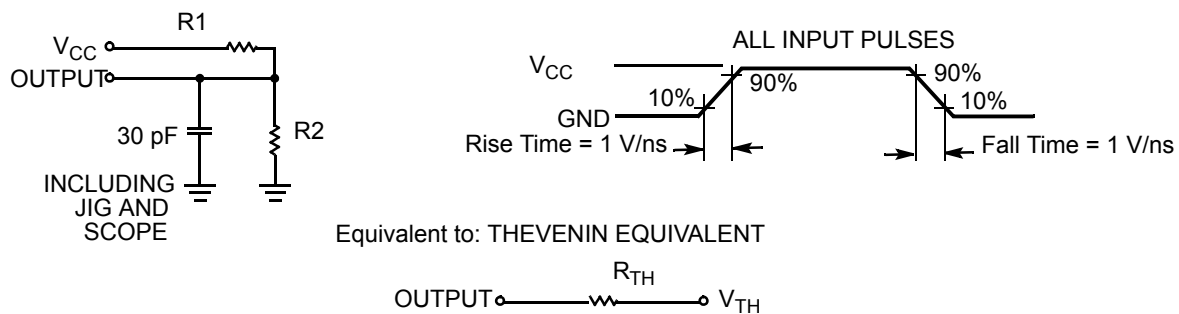 R1
V_CC
OUTPUT
30 pF
R2
INCLUDING
JIG AND
SCOPE
ALL INPUT PULSES
V_CC
GND
10%
90%
90%
10%
Rise Time = 1 V/ns
Fall Time = 1 V/ns
Equivalent to: THEVENIN EQUIVALENT
R_TH
OUTPUT
V_TH